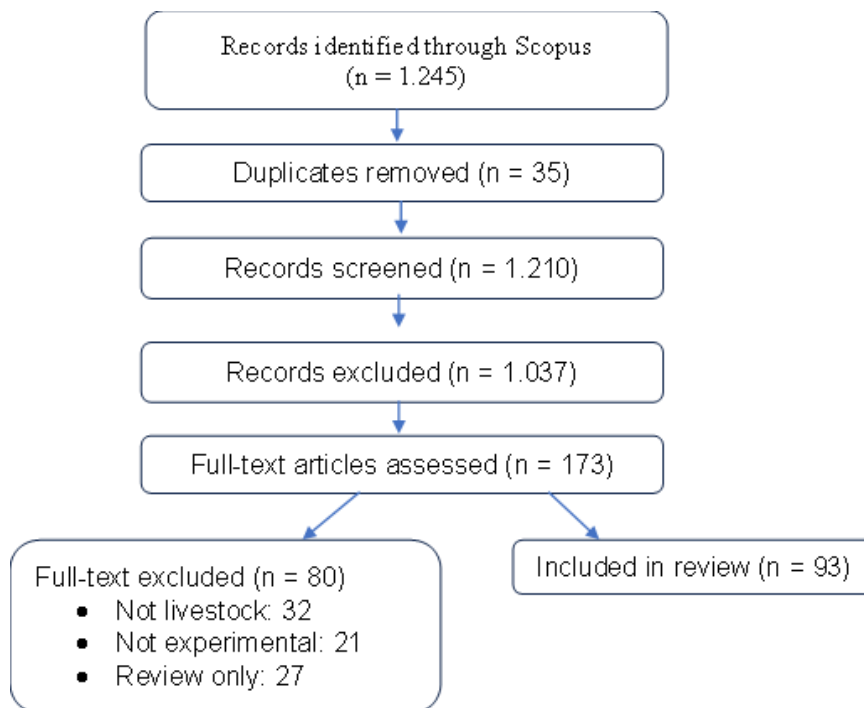 Records identified through Scopus
(n = 1.245)
Duplicates removed (n = 35)
Records screened (n = 1.210)
Records excluded (n = 1.037)
Full-text articles assessed (n = 173)
Full-text excluded (n = 80)
• Not livestock: 32
• Not experimental: 21
• Review only: 27
Included in review (n = 93)